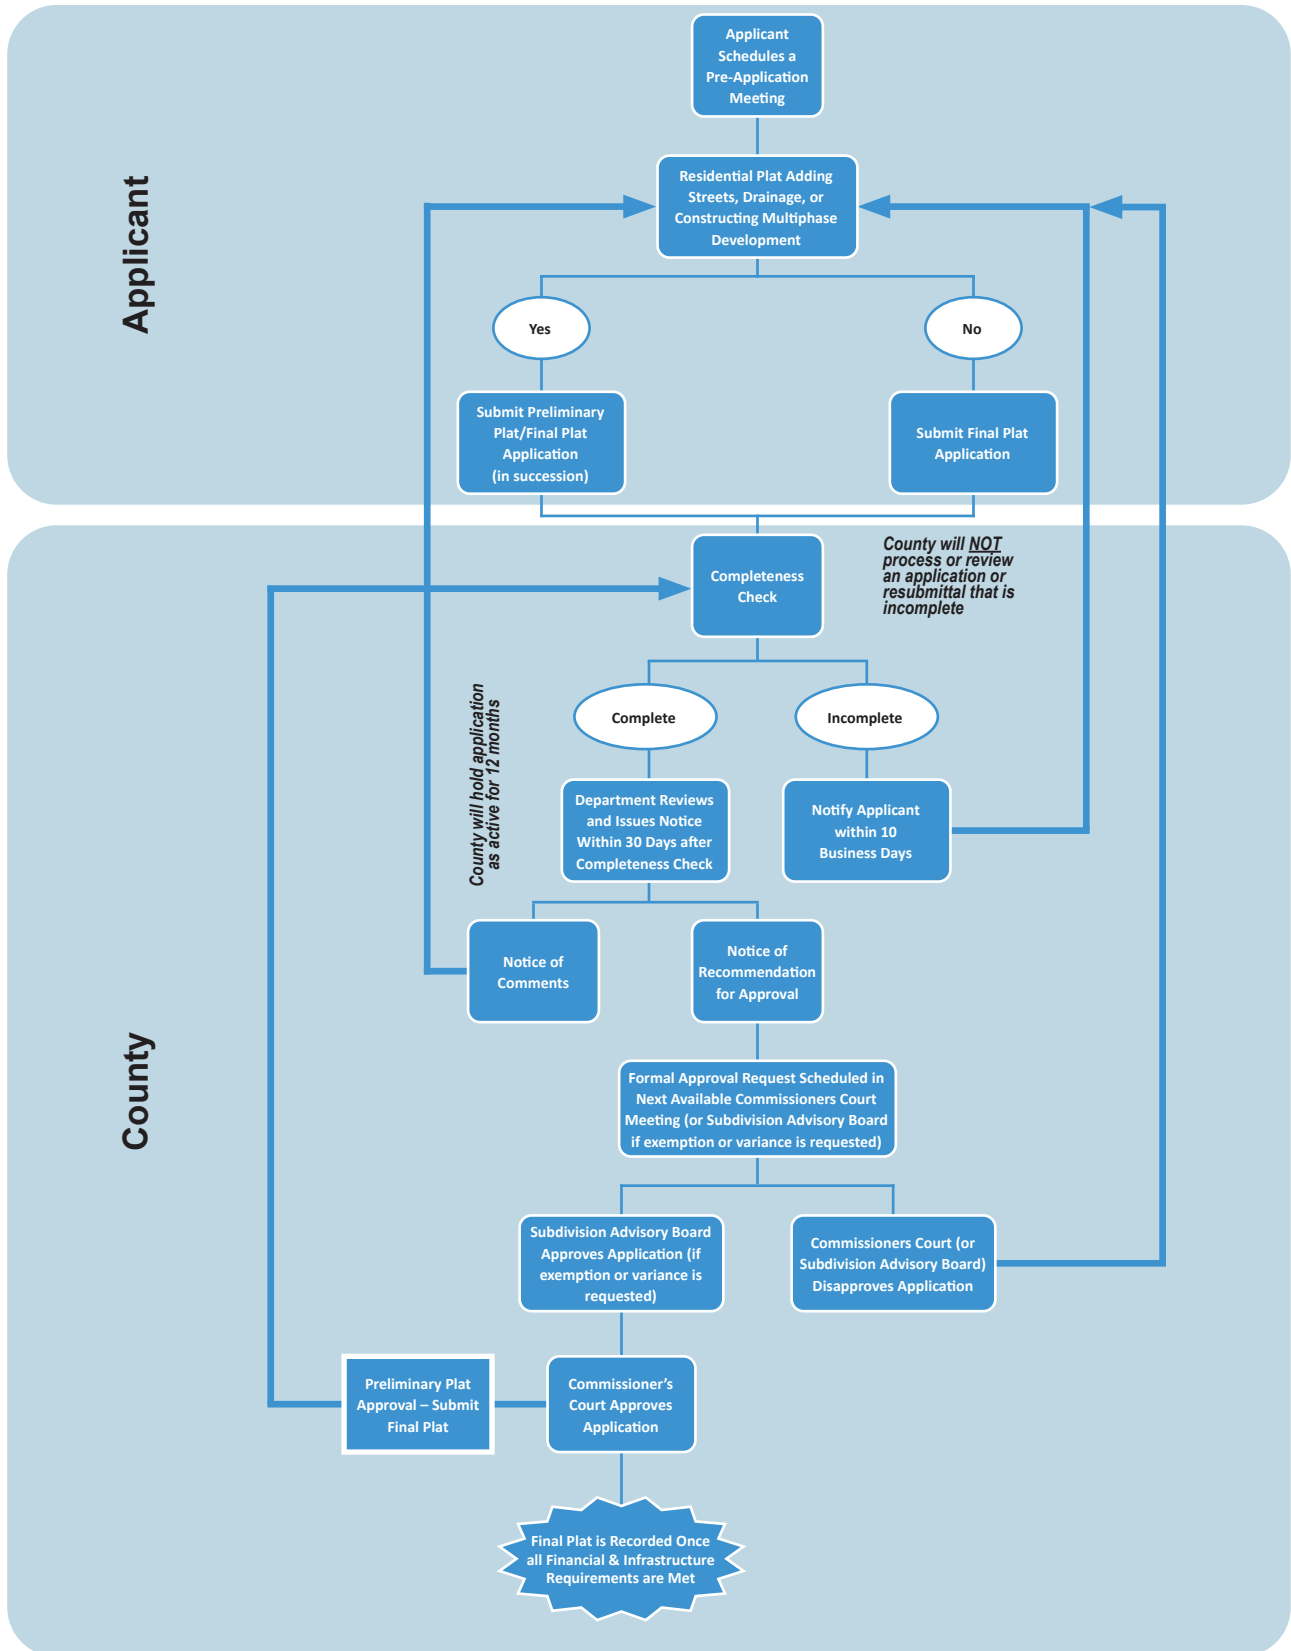 Applicant
Applicant
Schedules a
Pre-Application
Meeting
Residential Plat Adding
Streets, Drainage, or
Constructing Multiphase
Development
Yes
No
Submit Preliminary
Plat/Final Plat
Application
(in succession)
Submit Final Plat
Application
County
Completeness
Check
County will NOT
process or review
an application or
resubmittal that is
incomplete
Complete
Incomplete
County will hold application
as active for 12 months
Department Reviews
and Issues Notice
Within 30 Days after
Completeness Check
Notify Applicant
within 10
Business Days
Notice of
Comments
Notice of
Recommendation
for Approval
Formal Approval Request Scheduled in
Next Available Commissioners Court
Meeting (or Subdivision Advisory Board
if exemption or variance is requested)
Subdivision Advisory Board
Approves Application (if
exemption or variance is
requested)
Commissioners Court (or
Subdivision Advisory Board)
Disapproves Application
Preliminary Plat
Approval – Submit
Final Plat
Commissioner’s
Court Approves
Application
Final Plat is Recorded Once
all Financial & Infrastructure
Requirements are Met